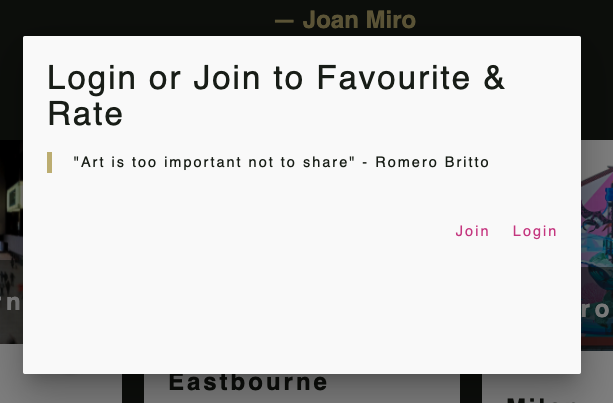 — Joan Miro
Login or Join to Favourite &
Rate
"Art is too important not to share" - Romero Britto
Join Login
Eastbourne